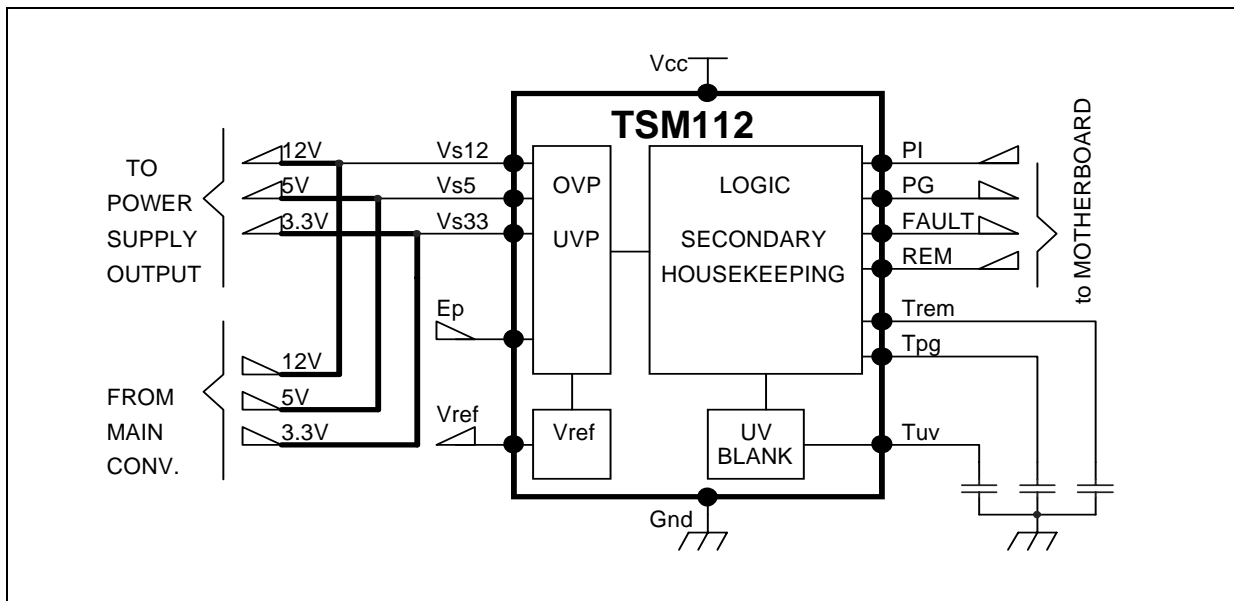 Vcc
TSM112
TO
POWER
SUPPLY
OUTPUT
12V
5V
3.3V
Vs12
Vs5
Vs33
OVP
UVP
LOGIC
SECONDARY
HOUSEKEEPING
PI
PG
FAULT
REM
to MOTHERBOARD
Ep
Trem
Tpg
FROM
MAIN
CONV.
12V
5V
3.3V
Vref
Vref
UV
BLANK
Tuv
Gnd